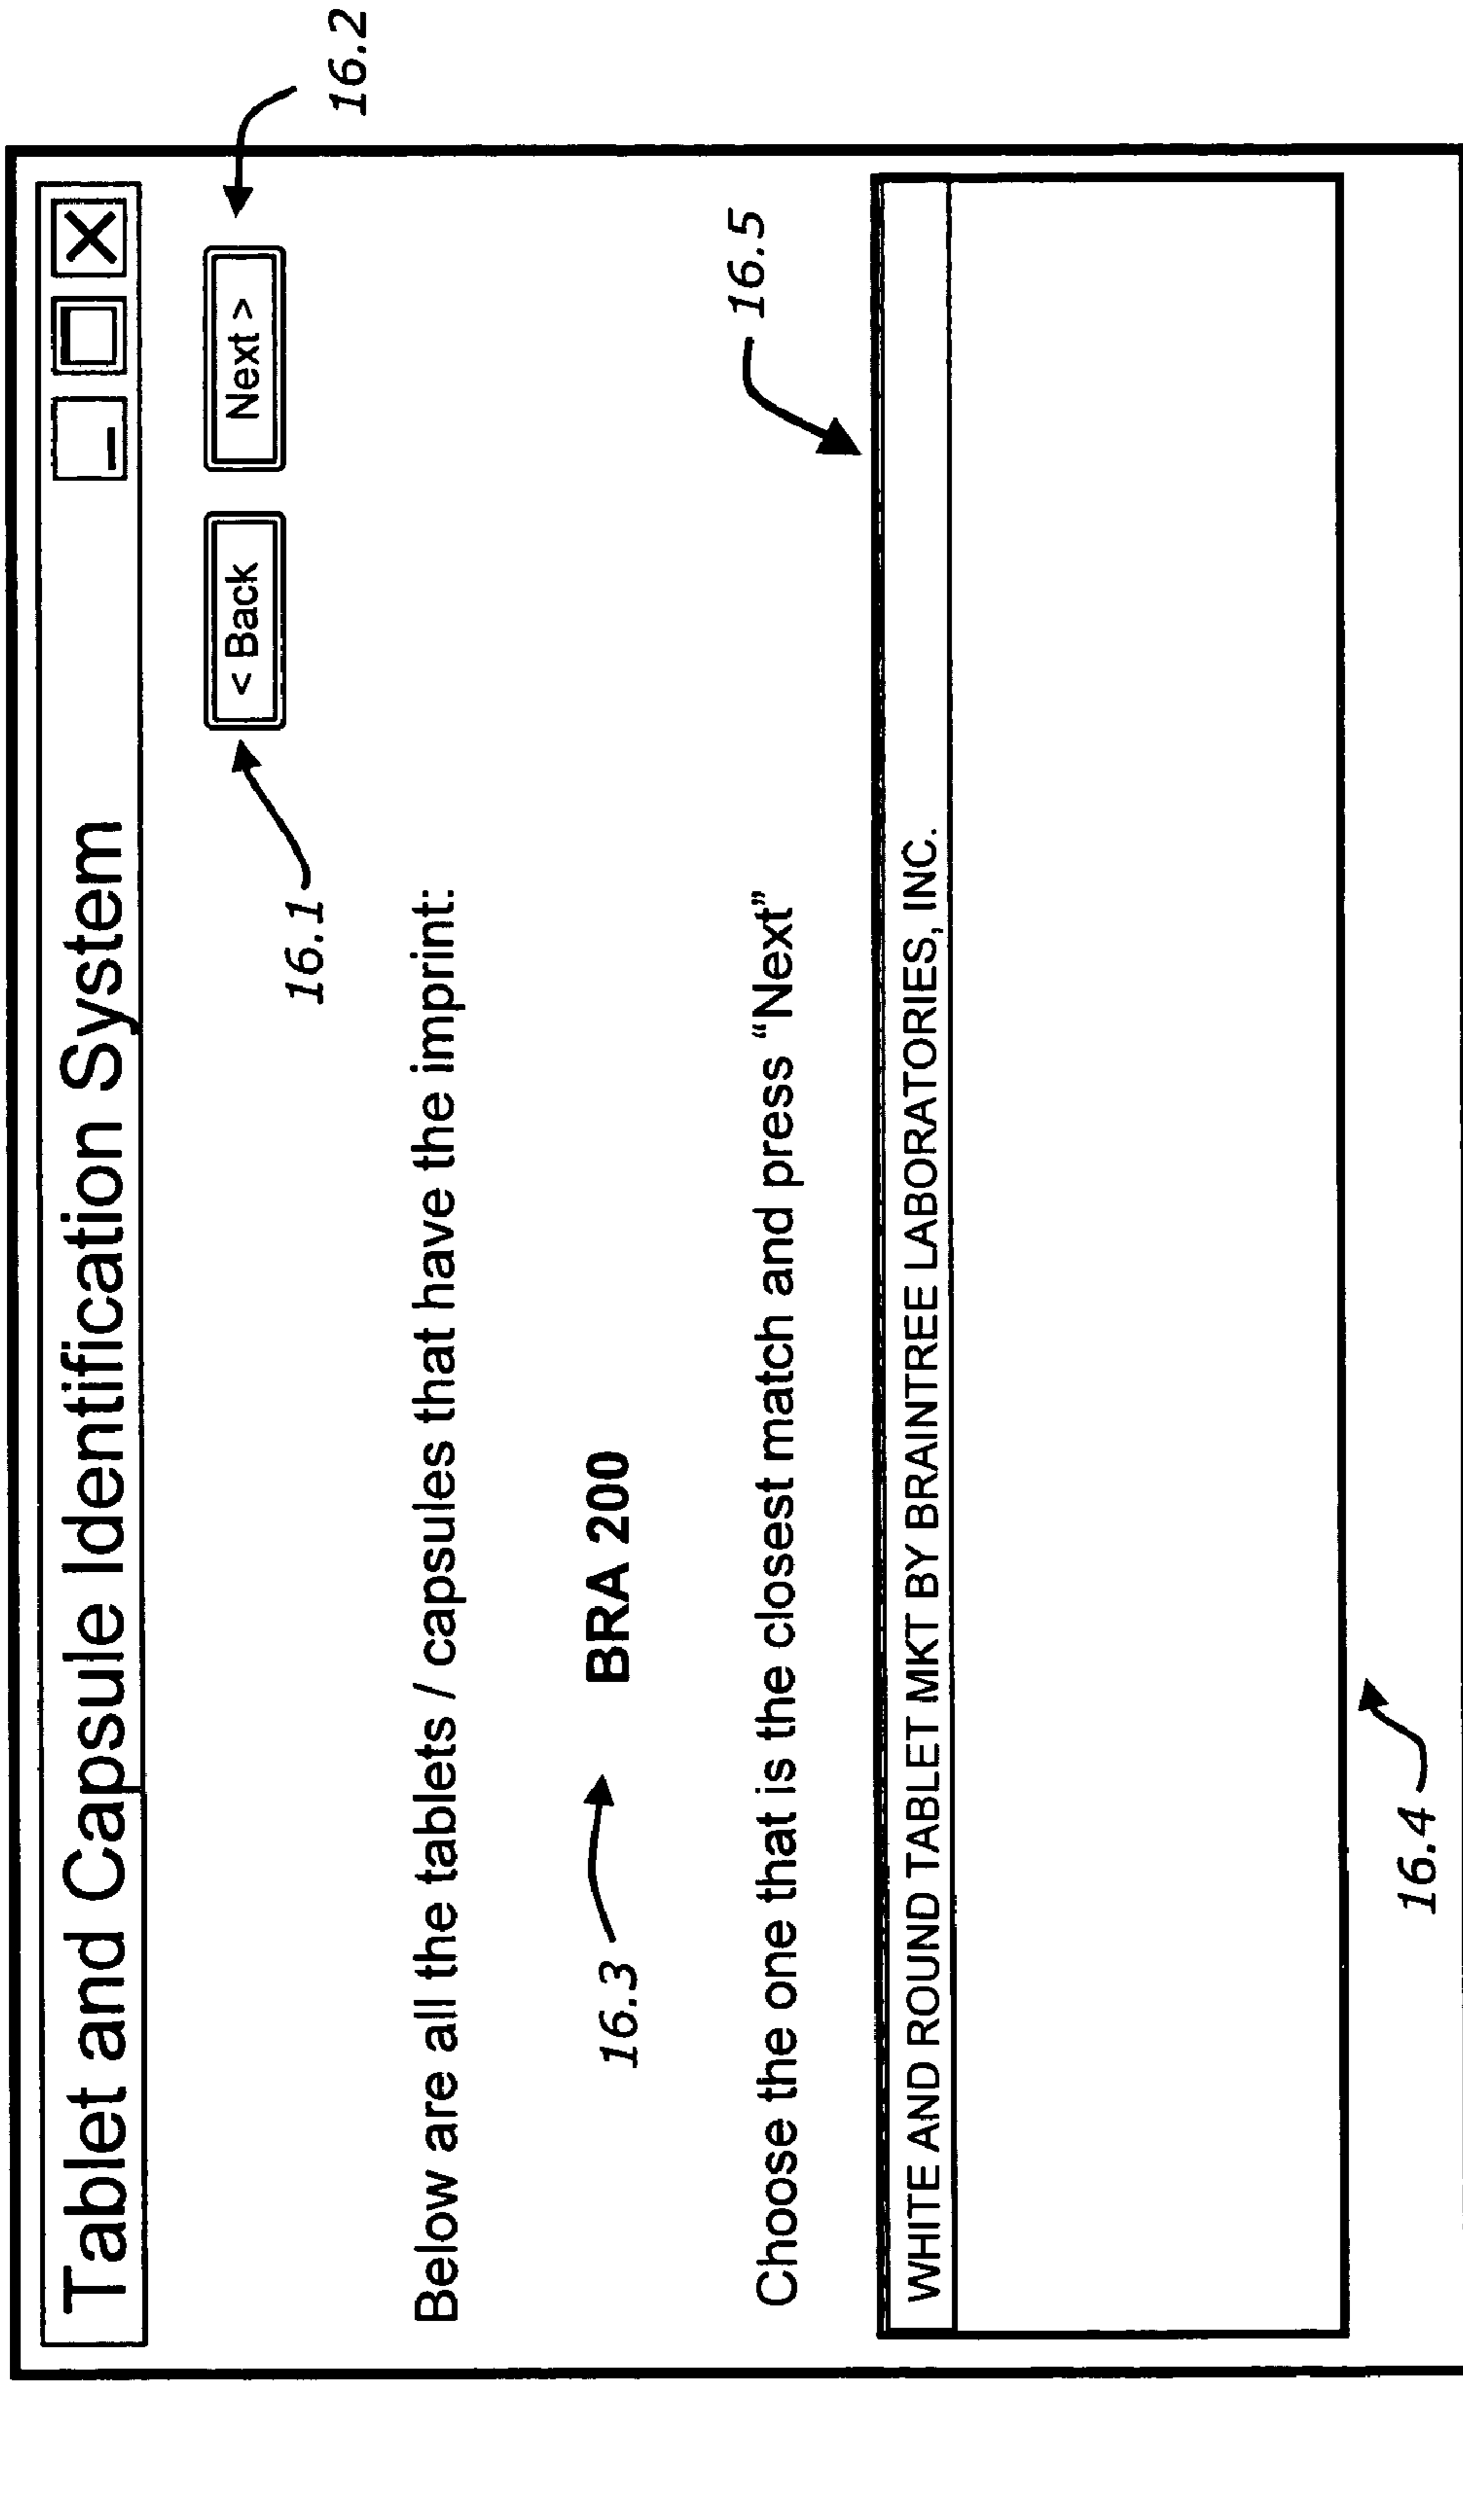 16.2
Tablet and Capsule Identification System
< Back
Next >
16.1
Below are all the tablets / capsules that have the imprint:
16.3
BRA 200
16.5
Choose the one that is the closest match and press “Next”
WHITE AND ROUND TABLET MKT BY BRAINTREE LABORATORIES, INC.
16.4